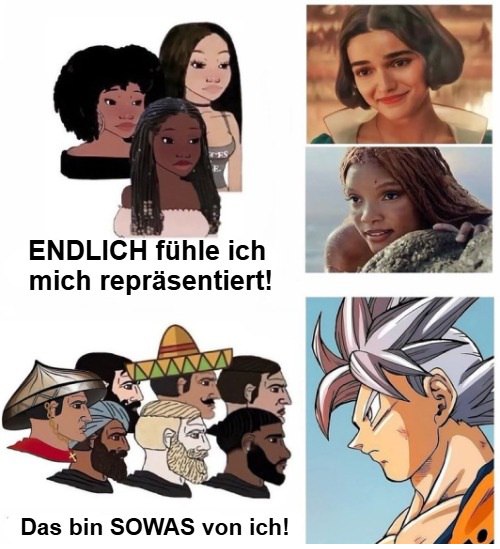 ENDLICH fühle ich
mich repräsentiert!
Das bin SOWAS von ich!